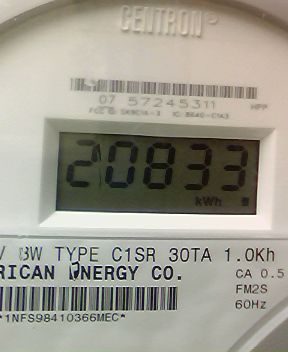 CENTRON®
07 57245311 HPP
20833
kWh
V 3W TYPE C1SR 30TA 1.0Kh
RICAN ENERGY CO. CA 0.5
FM2S
60Hz
*1NFS98410366MEC*